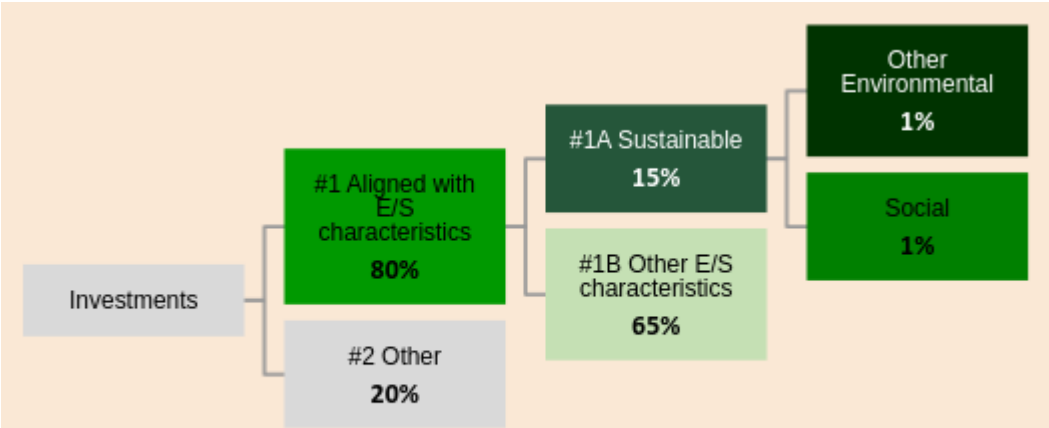 Investments
#1 Aligned with
E/S
characteristics
80%
#2 Other
20%
#1A Sustainable
15%
#1B Other E/S
characteristics
65%
Other
Environmental
1%
Social
1%